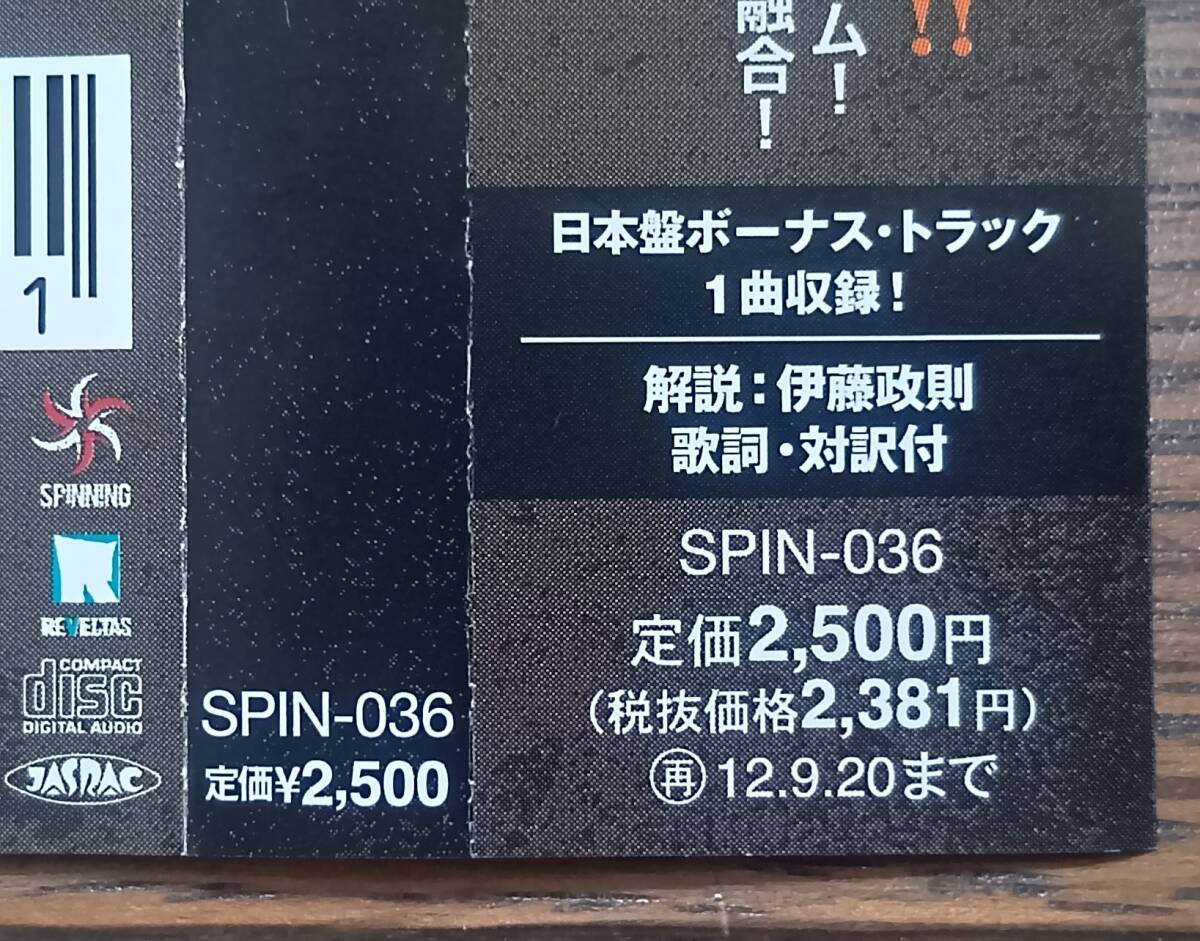 ム!
融合!
!!
日本盤ボーナス・トラック
1曲収録!
解説:伊藤政則
歌詞・対訳付
SPIN-036
定価2,500円
(税抜価格2,381円)
再12.9.20まで
SPIN-036
定価¥2,500
1
SPINNING
REVELTAS
COMPACT
disc
DIGITAL AUDIO
JASRAC